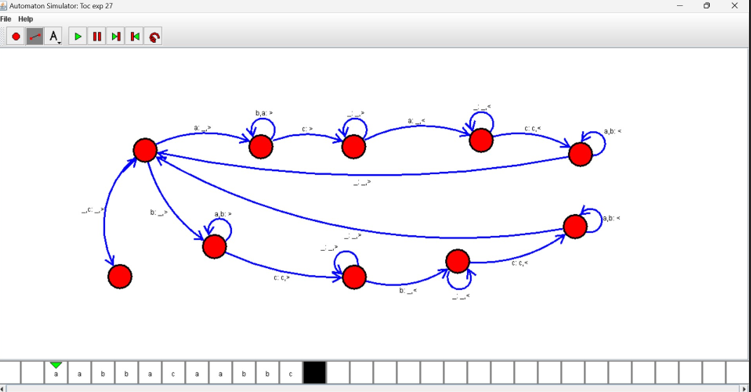 Automaton Simulator: Toc exp 27
File Help
A
b,a: >
_: _,>
_: _,<
a: _,>
c: >
a: _,<
c: c,<
a,b: <
_: _,>
_,c: _,>
b: _,>
a,b: >
a,b: <
_: _,>
_: _,>
c: c,>
c: c,<
b: _,<
_: _,<
a a b b a c a a b b c